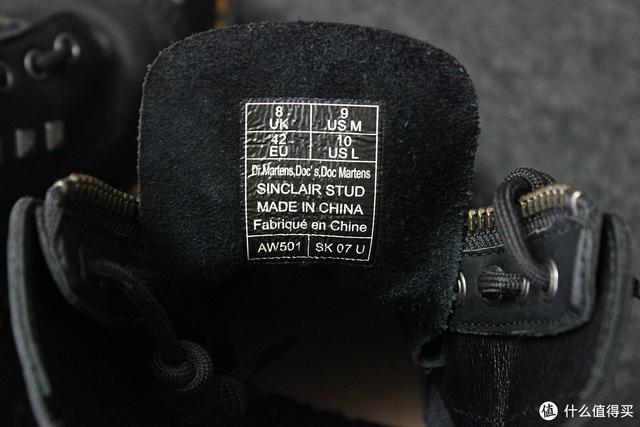 8 9
UK US M
42 10
EU US L
Dr.Martens,Doc's,Doc Martens
SINCLAIR STUD
MADE IN CHINA
Fabriqué en Chine
AW501 SK 07 U
值 什么值得买